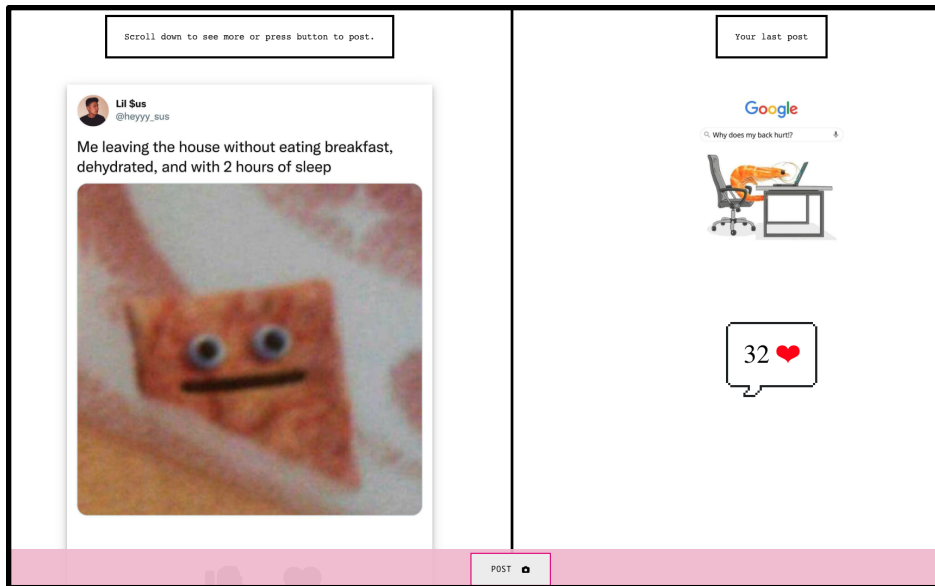 Scroll down to see more or press button to post.
Lil $us
@heyyy_sus
Me leaving the house without eating breakfast,
dehydrated, and with 2 hours of sleep
Your last post
Google
Why does my back hurt!?
32
POST